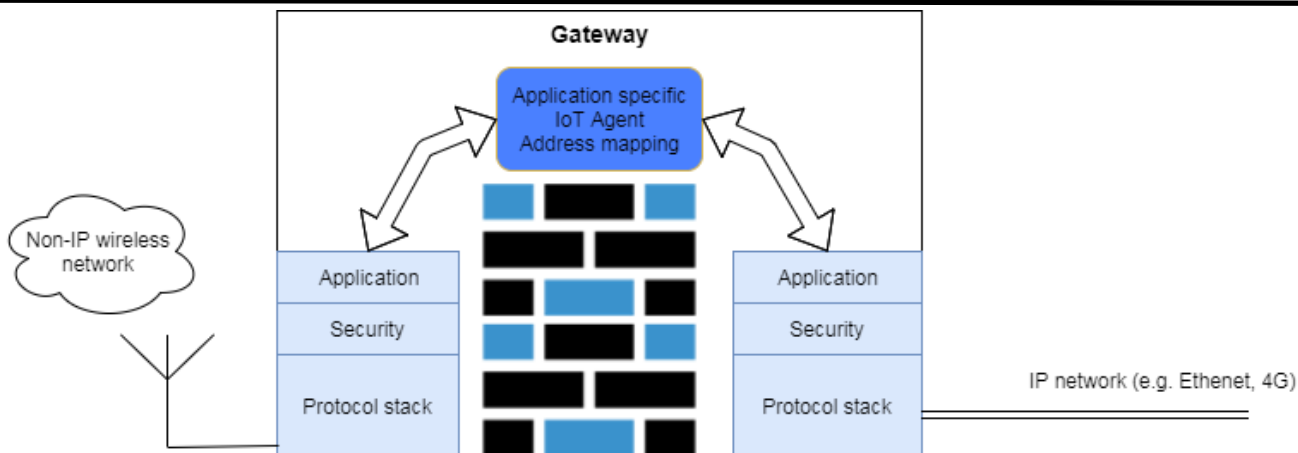 Gateway
Application specific
IoT Agent
Address mapping
Non-IP wireless
network
Application
Security
Protocol stack
Application
Security
Protocol stack
IP network (e.g. Ethenet, 4G)